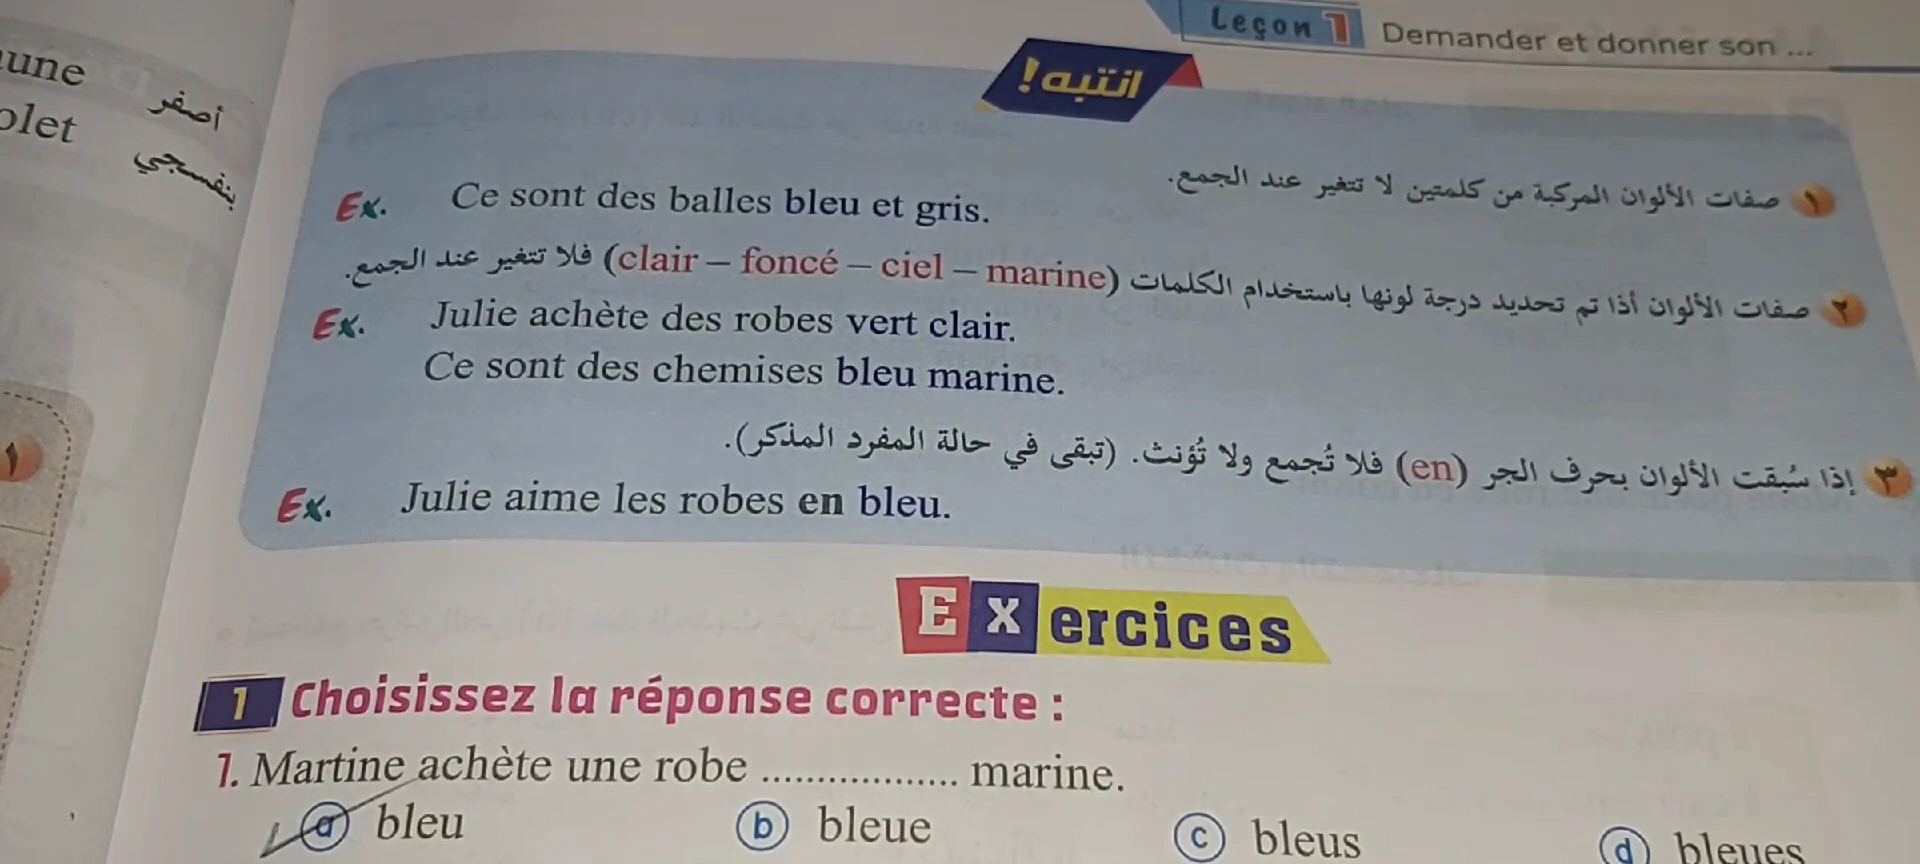 Leçon 1 Demander et donner son ...
أصفر
بنفسجي
انتبه!
١ صفات الألوان المركبة من كلمتين لا تتغير عند الجمع.
Ex. Ce sont des balles bleu et gris.
٢ صفات الألوان أذا تم تحديد درجة لونها باستخدام الكلمات (clair – foncé – ciel – marine) فلا تتغير عند الجمع.
Ex. Julie achète des robes vert clair.
Ce sont des chemises bleu marine.
٣ إذا سُبقت الألوان بحرف الجر (en) فلا تُجمع ولا تُؤنث. (تبقى في حالة المفرد المذكر).
Ex. Julie aime les robes en bleu.
Exercices
1 Choisissez la réponse correcte :
1. Martine achète une robe .................. marine.
a bleu b bleue c bleus d bleues